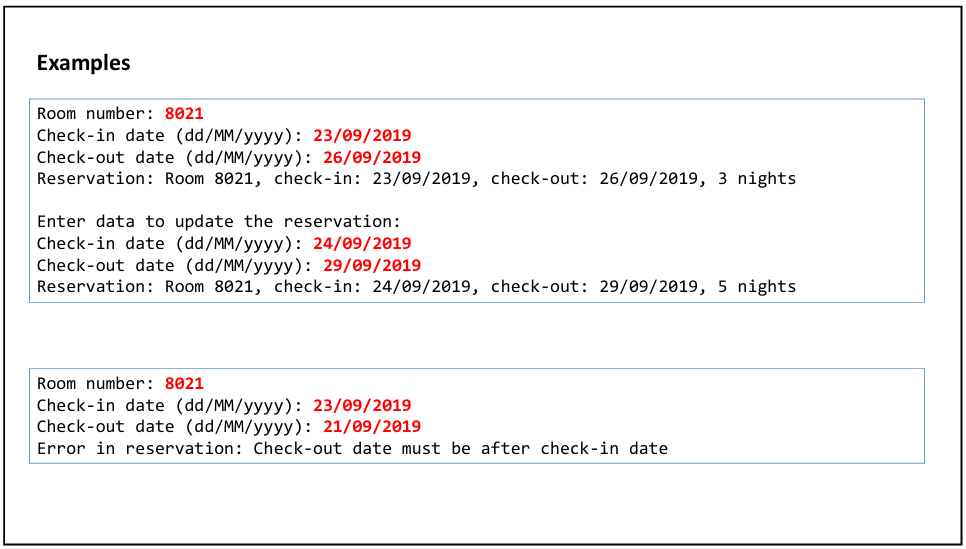 Examples
Room number: 8021
Check-in date (dd/MM/yyyy): 23/09/2019
Check-out date (dd/MM/yyyy): 26/09/2019
Reservation: Room 8021, check-in: 23/09/2019, check-out: 26/09/2019, 3 nights
Enter data to update the reservation:
Check-in date (dd/MM/yyyy): 24/09/2019
Check-out date (dd/MM/yyyy): 29/09/2019
Reservation: Room 8021, check-in: 24/09/2019, check-out: 29/09/2019, 5 nights
Room number: 8021
Check-in date (dd/MM/yyyy): 23/09/2019
Check-out date (dd/MM/yyyy): 21/09/2019
Error in reservation: Check-out date must be after check-in date